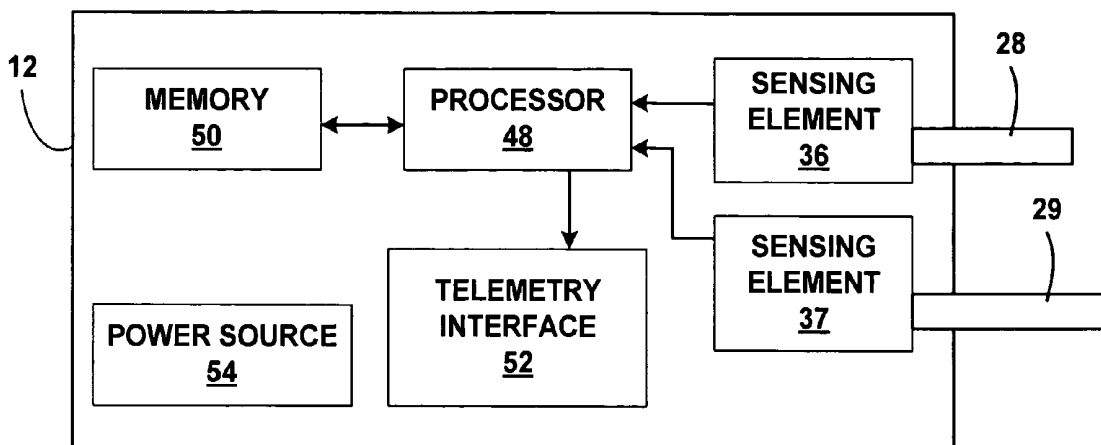 12
MEMORY
50
PROCESSOR
48
SENSING
ELEMENT
36
28
SENSING
ELEMENT
37
29
TELEMETRY
INTERFACE
52
POWER SOURCE
54